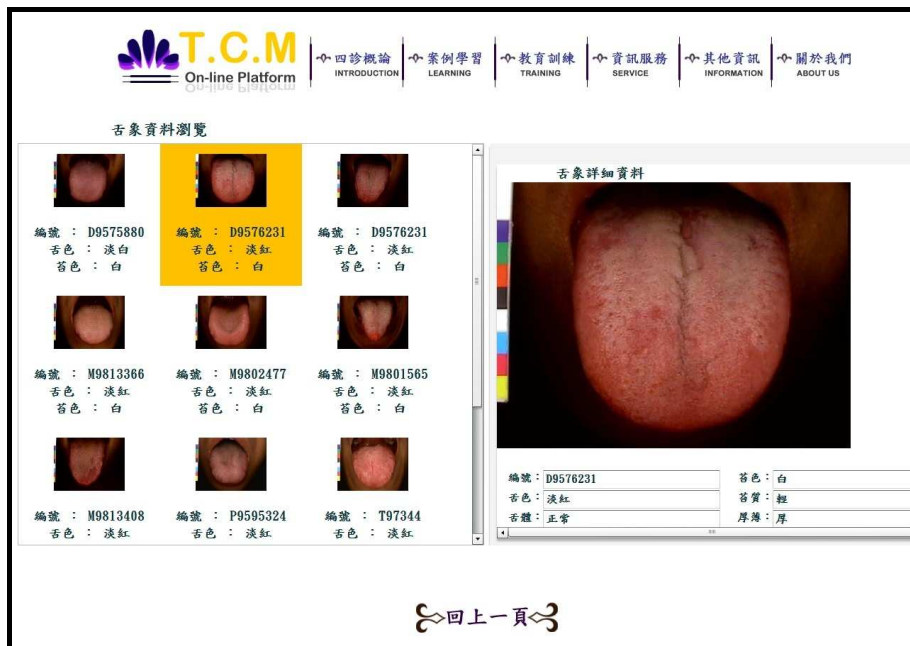 T.C.M
On-line Platform
四診概論 案例學習 教育訓練 資訊服務 其他資訊 關於我們
INTRODUCTION LEARNING TRAINING SERVICE INFORMATION ABOUT US
舌象資料瀏覽
編號 : D9575880 編號 : D9576231 編號 : D9576231
舌色 : 淡白 舌色 : 淡紅 舌色 : 淡紅
苔色 : 白 苔色 : 白 苔色 : 白
編號 : M9813366 編號 : M9802477 編號 : M9801565
舌色 : 淡紅 舌色 : 淡紅 舌色 : 淡紅
苔色 : 白 苔色 : 白 苔色 : 白
編號 : M9813408 編號 : P9595324 編號 : T97344
舌色 : 淡紅 舌色 : 淡紅 舌色 : 淡紅
舌象詳細資料
編號: D9576231 苔色: 白
舌色: 淡紅 苔質: 輕
舌體: 正常 厚薄: 厚
回上一頁